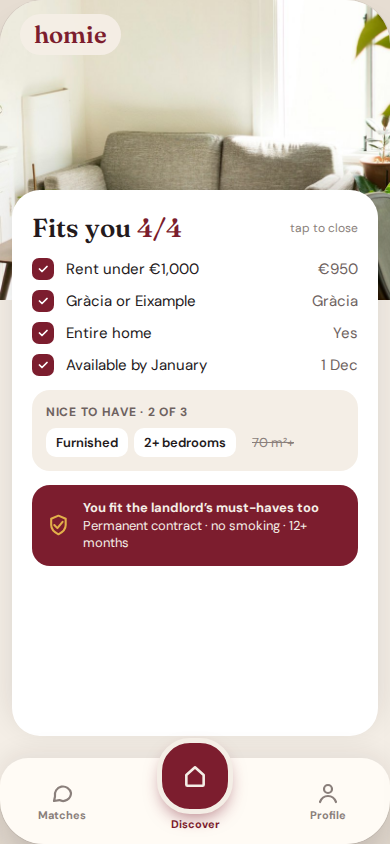 homie
Fits you 4/4
tap to close
Rent under €1,000
€950
Gràcia or Eixample
Gràcia
Entire home
Yes
Available by January
1 Dec
NICE TO HAVE · 2 OF 3
Furnished
2+ bedrooms
70 m²+
You fit the landlord’s must-haves too
Permanent contract · no smoking · 12+
months
Matches
Discover
Profile